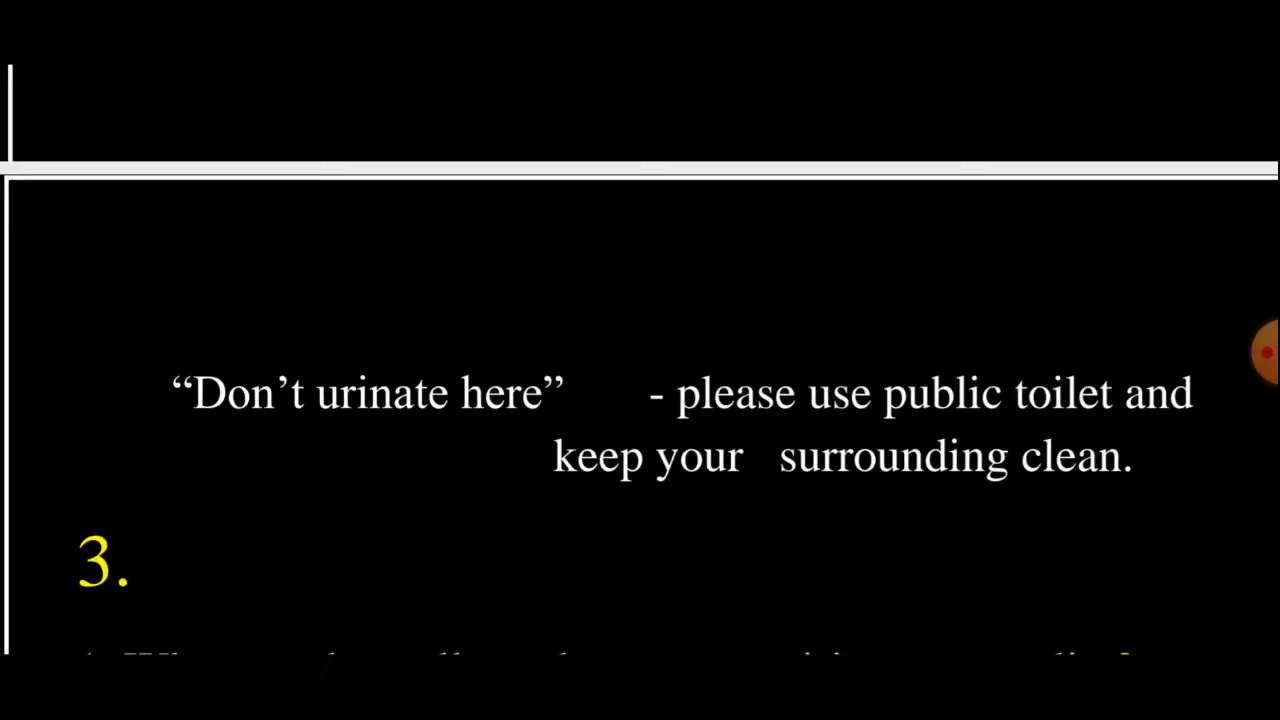 “Don’t urinate here” - please use public toilet and
keep your surrounding clean.
3.